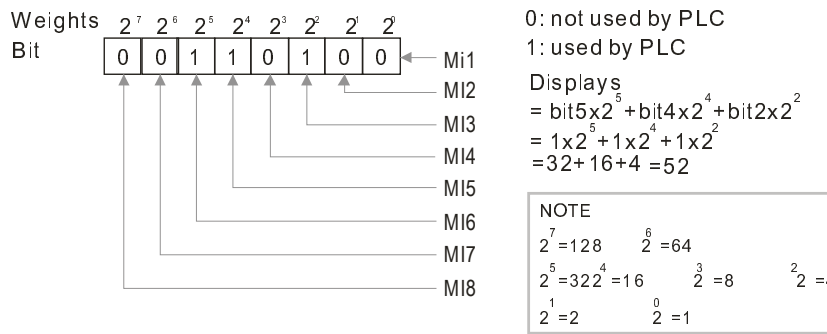 Weights 2⁷ 2⁶ 2⁵ 2⁴ 2³ 2² 2¹ 2⁰
Bit 0 0 1 1 0 1 0 0
Mi1
MI2
MI3
MI4
MI5
MI6
MI7
MI8
0: not used by PLC
1: used by PLC
Displays
= bit5x2⁵+bit4x2⁴+bit2x2²
= 1x2⁵+1x2⁴+1x2²
=32+16+4 =52
NOTE
2⁷=128 2⁶=64
2⁵=32 2⁴=16 2³=8 2²=
2¹=2 2⁰=1